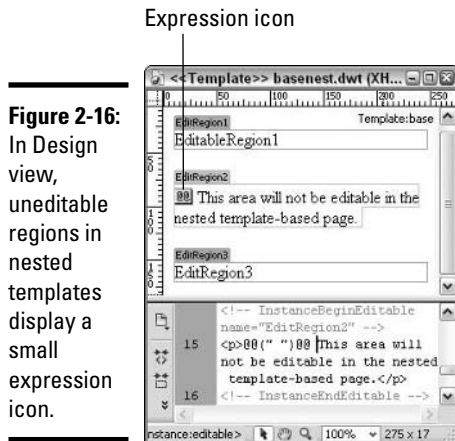 Expression icon
Figure 2-16:
In Design
view,
uneditable
regions in
nested
templates
display a
small
expression
icon.
<<Template>> basenest.dwt (XH...
0 50 100 150 200 250
Template:base
EditRegion1
EditableRegion1
EditRegion2
@@ This area will not be editable in the
nested template-based page.
EditRegion3
EditRegion3
<!-- InstanceBeginEditable
name="EditRegion2" -->
15 <p>@@(" ")@@ This area will
not be editable in the nested
template-based page.</p>
16 <!-- InstanceEndEditable -->
nstance:editable> 100% 275 x 17